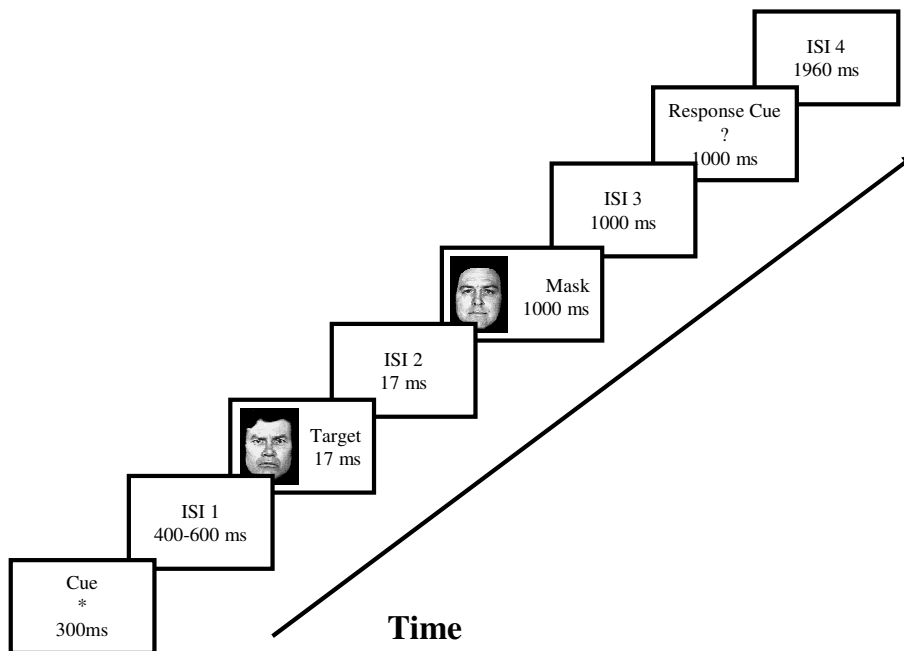 ISI 4
1960 ms
Response Cue
?
1000 ms
ISI 3
1000 ms
Mask
1000 ms
ISI 2
17 ms
Target
17 ms
ISI 1
400-600 ms
Cue
*
300ms
Time